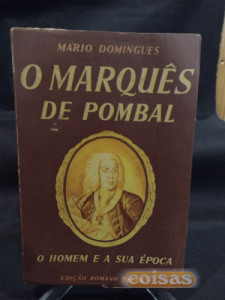 MÁRIO DOMINGUES
O MARQUÊS
DE POMBAL
O HOMEM E A SUA ÉPOCA
EDIÇÃO ROMANO
coisas